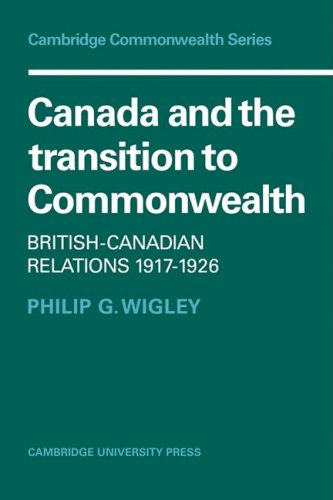 Cambridge Commonwealth Series
Canada and the
transition to
Commonwealth
BRITISH-CANADIAN
RELATIONS 1917-1926
PHILIP G. WIGLEY
CAMBRIDGE UNIVERSITY PRESS